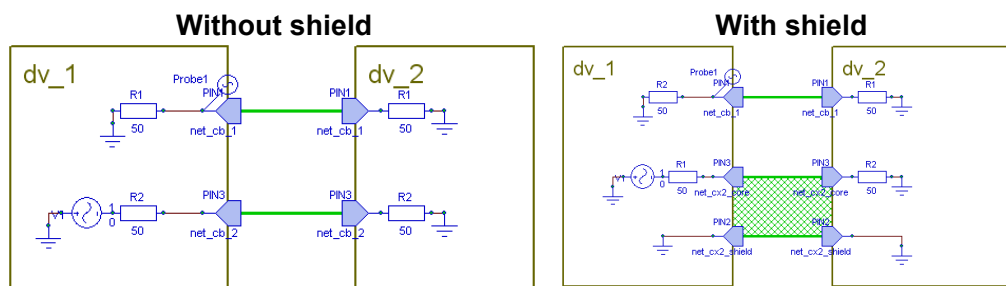 Without shield
dv_1
dv_2
Probe1
R1
50
PIN1
net_cb_1
PIN1
R1
50
V1
1
0
R2
50
PIN3
net_cb_2
PIN3
R2
50
With shield
dv_1
dv_2
Probe1
R2
50
PIN1
net_cb_1
PIN1
net_cb_1
R1
50
V1
1
0
R1
50
PIN3
net_cx2_core
PIN3
net_cx2_core
R2
50
PIN2
net_cx2_shield
PIN2
net_cx2_shield